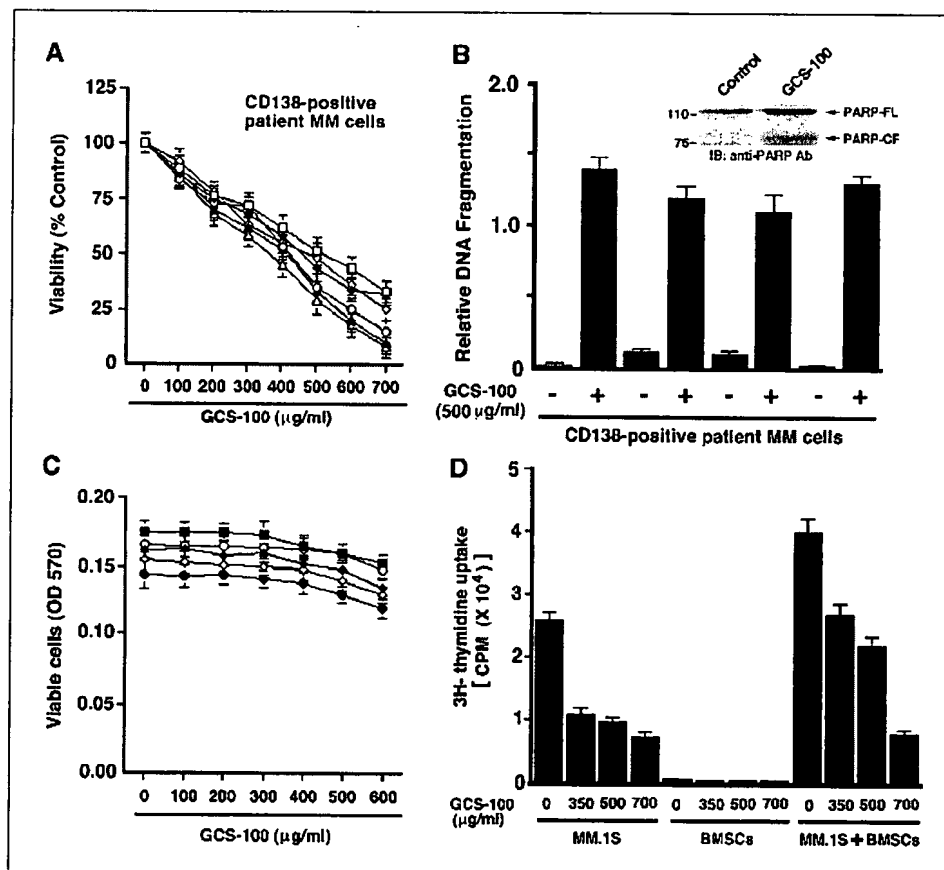 A
125
100
75
50
25
0
Viability (% Control)
CD138-positive
patient MM cells
0 100 200 300 400 500 600 700
GCS-100 (μg/ml)
B
2.0
1.0
0
Relative DNA Fragmentation
Control GCS-100
110- PARP-FL
75- PARP-CF
IB: anti-PARP Ab
GCS-100
(500 μg/ml)
- + - + - + - +
CD138-positive patient MM cells
C
0.20
0.15
0.10
0.05
0.00
Viable cells (OD 570)
0 100 200 300 400 500 600
GCS-100 (μg/ml)
D
5
4
3
2
1
0
3H- thymidine uptake
[ CPM (X 10⁴) ]
GCS-100
(μg/ml)
0 350 500 700 0 350 500 700 0 350 500 700
MM.1S BMSCs MM.1S+BMSCs